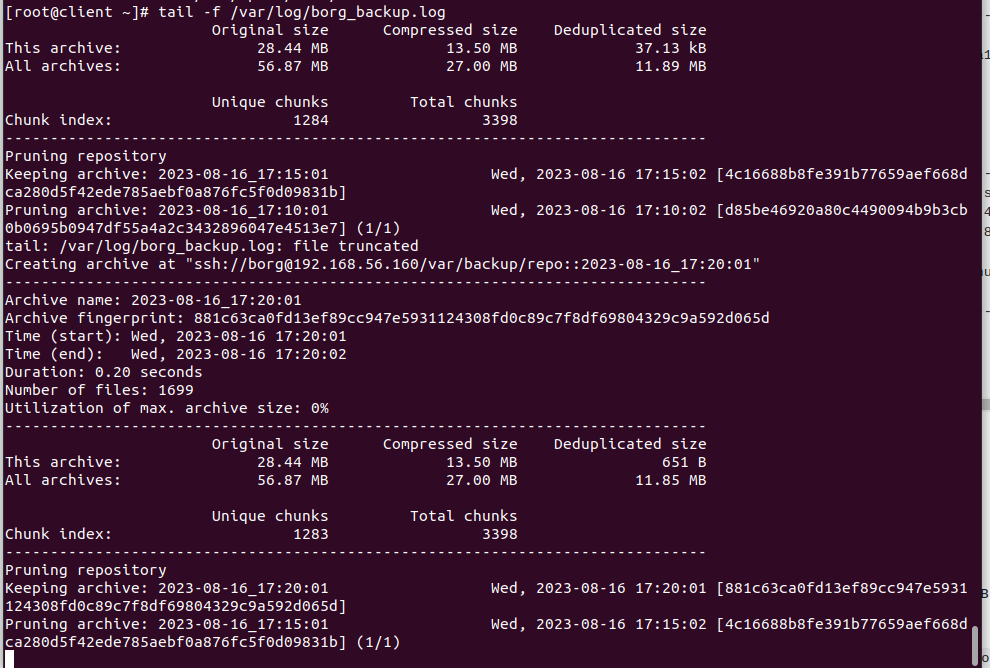 [root@client ~]# tail -f /var/log/borg_backup.log
                       Original size      Compressed size    Deduplicated size
This archive:               28.44 MB             13.50 MB             37.13 kB
All archives:               56.87 MB             27.00 MB             11.89 MB

                       Unique chunks         Total chunks
Chunk index:                    1284                 3398
------------------------------------------------------------------------------
Pruning repository
Keeping archive: 2023-08-16_17:15:01                  Wed, 2023-08-16 17:15:02 [4c16688b8fe391b77659aef668d
ca280d5f42ede785aebf0a876fc5f0d09831b]
Pruning archive: 2023-08-16_17:10:01                  Wed, 2023-08-16 17:10:02 [d85be46920a80c4490094b9b3cb
0b0695b0947df55a4a2c3432896047e4513e7] (1/1)
tail: /var/log/borg_backup.log: file truncated
Creating archive at "ssh://borg@192.168.56.160/var/backup/repo::2023-08-16_17:20:01"
------------------------------------------------------------------------------
Archive name: 2023-08-16_17:20:01
Archive fingerprint: 881c63ca0fd13ef89cc947e5931124308fd0c89c7f8df69804329c9a592d065d
Time (start): Wed, 2023-08-16 17:20:01
Time (end):   Wed, 2023-08-16 17:20:02
Duration: 0.20 seconds
Number of files: 1699
Utilization of max. archive size: 0%
------------------------------------------------------------------------------
                       Original size      Compressed size    Deduplicated size
This archive:               28.44 MB             13.50 MB                651 B
All archives:               56.87 MB             27.00 MB             11.85 MB

                       Unique chunks         Total chunks
Chunk index:                    1283                 3398
------------------------------------------------------------------------------
Pruning repository
Keeping archive: 2023-08-16_17:20:01                  Wed, 2023-08-16 17:20:01 [881c63ca0fd13ef89cc947e5931
124308fd0c89c7f8df69804329c9a592d065d]
Pruning archive: 2023-08-16_17:15:01                  Wed, 2023-08-16 17:15:02 [4c16688b8fe391b77659aef668d
ca280d5f42ede785aebf0a876fc5f0d09831b] (1/1)